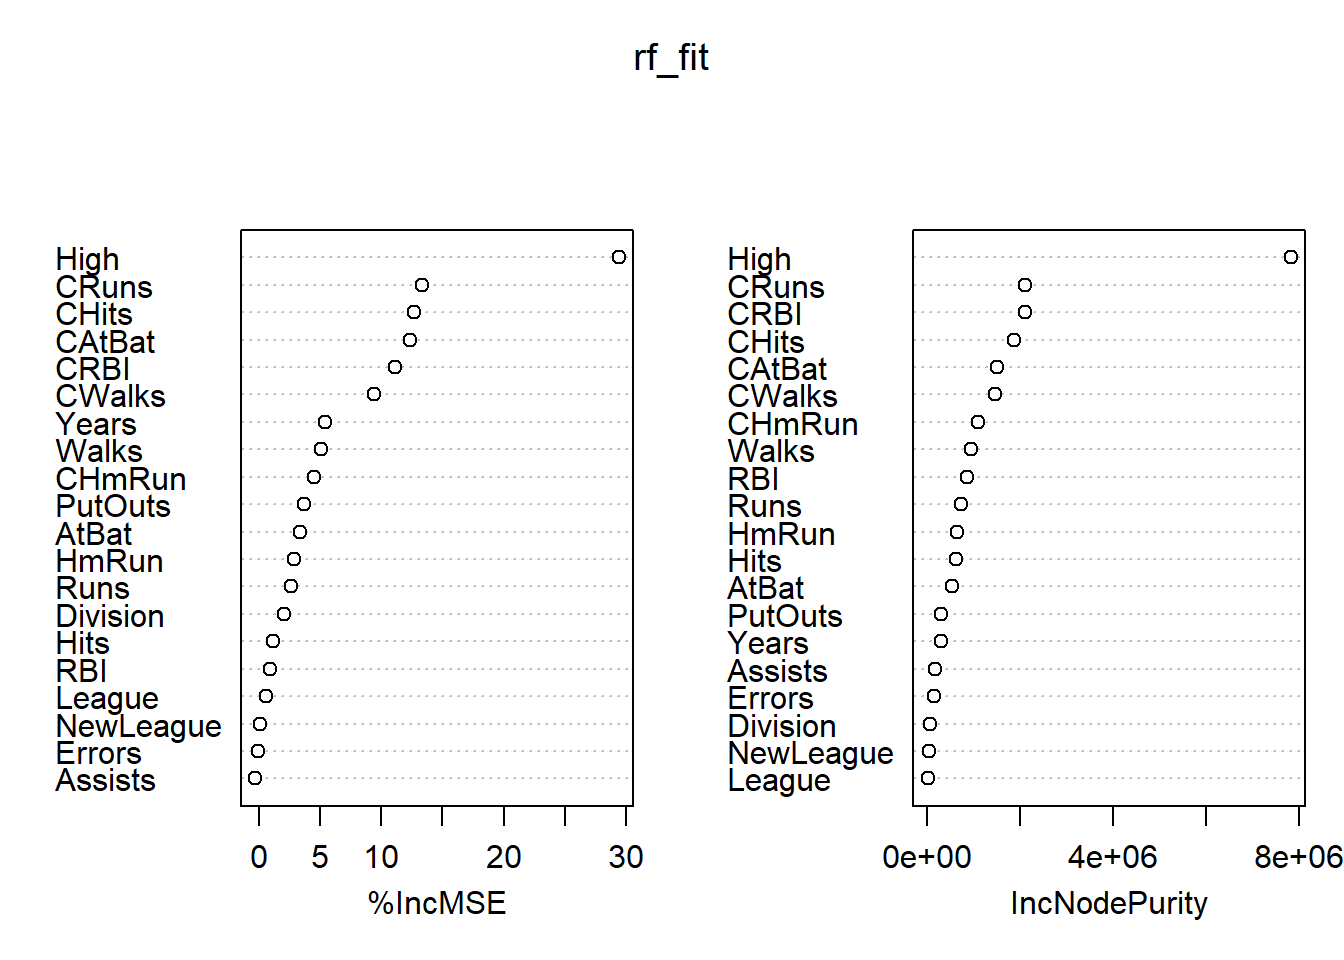 rf_fit
High
CRuns
CHits
CAtBat
CRBI
CWalks
Years
Walks
CHmRun
PutOuts
AtBat
HmRun
Runs
Division
Hits
RBI
League
NewLeague
Errors
Assists
0 5 10 20 30
%IncMSE
High
CRuns
CRBI
CHits
CAtBat
CWalks
CHmRun
Walks
RBI
Runs
HmRun
Hits
AtBat
PutOuts
Years
Assists
Errors
Division
NewLeague
League
0e+00 4e+06 8e+06
IncNodePurity